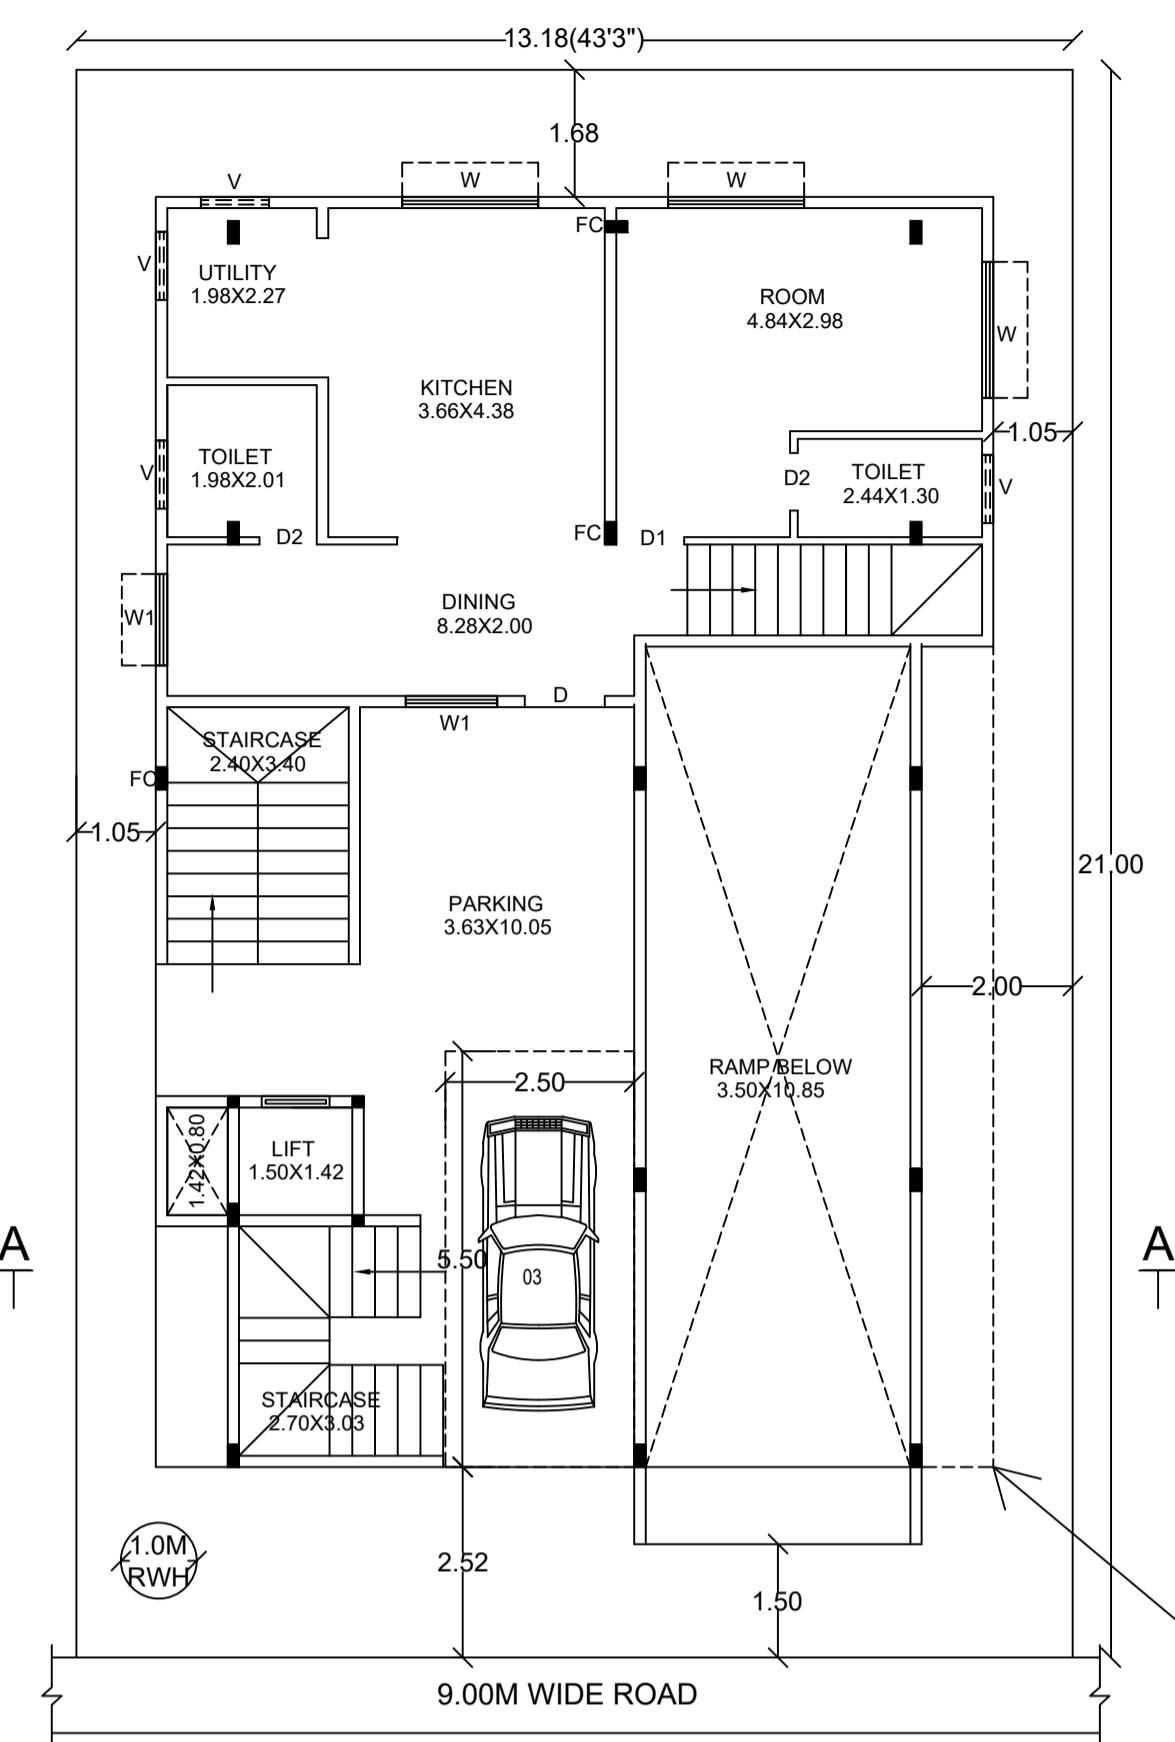 13.18(43'3")
1.68
V
W
W
FC
V
UTILITY
1.98X2.27
ROOM
4.84X2.98
W
KITCHEN
3.66X4.38
1.05
TOILET
1.98X2.01
V
D2
TOILET
2.44X1.30
V
D2
FC
D1
DINING
8.28X2.00
W1
D
W1
STAIRCASE
2.40X3.40
FC
1.05
21.00
PARKING
3.63X10.05
2.00
RAMP BELOW
3.50X10.85
2.50
1.42X0.80
LIFT
1.50X1.42
A
A
5.50
03
STAIRCASE
2.70X3.03
1.0M
RWH
2.52
1.50
9.00M WIDE ROAD